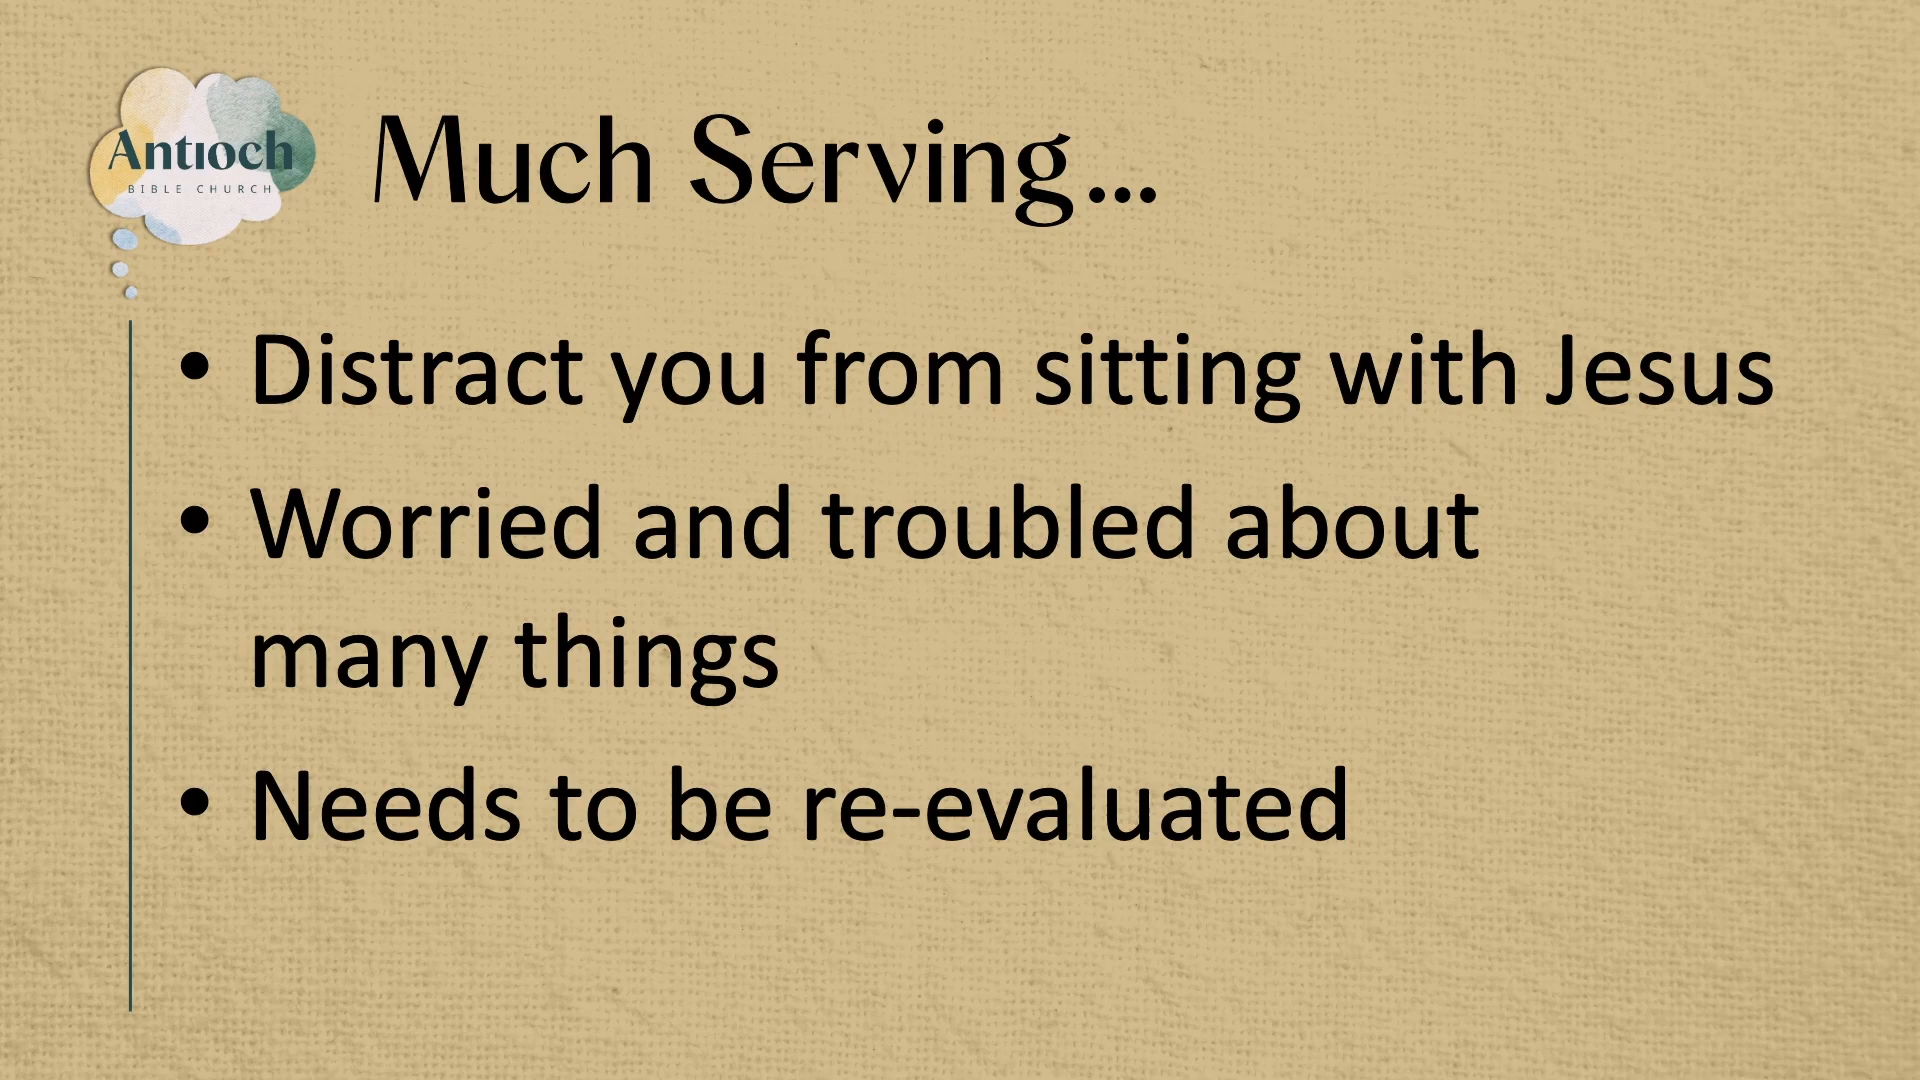 Antioch
BIBLE CHURCH
Much Serving...
• Distract you from sitting with Jesus
• Worried and troubled about
many things
• Needs to be re-evaluated